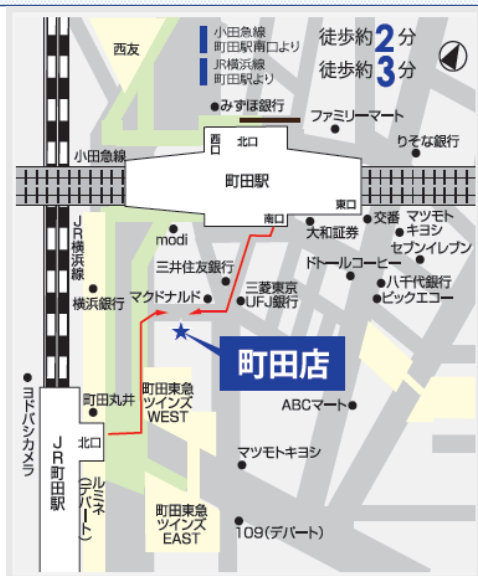 小田急線
町田駅南口より
徒歩約2分
JR横浜線
町田駅より
徒歩約3分
西友
みずほ銀行
ファミリーマート
りそな銀行
小田急線
西口
北口
町田駅
東口
南口
JR横浜線
modi
大和証券
交番
マツモト
キヨシ
セブンイレブン
三井住友銀行
ドトールコーヒー
八千代銀行
ビックエコー
横浜銀行
マクドナルド
三菱東京
UFJ銀行
町田店
ヨドバシカメラ
町田丸井
町田東急
ツインズ
WEST
ABCマート
北口
JR町田駅
ルミネ
(デパート)
マツモトキヨシ
町田東急
ツインズ
EAST
109(デパート)